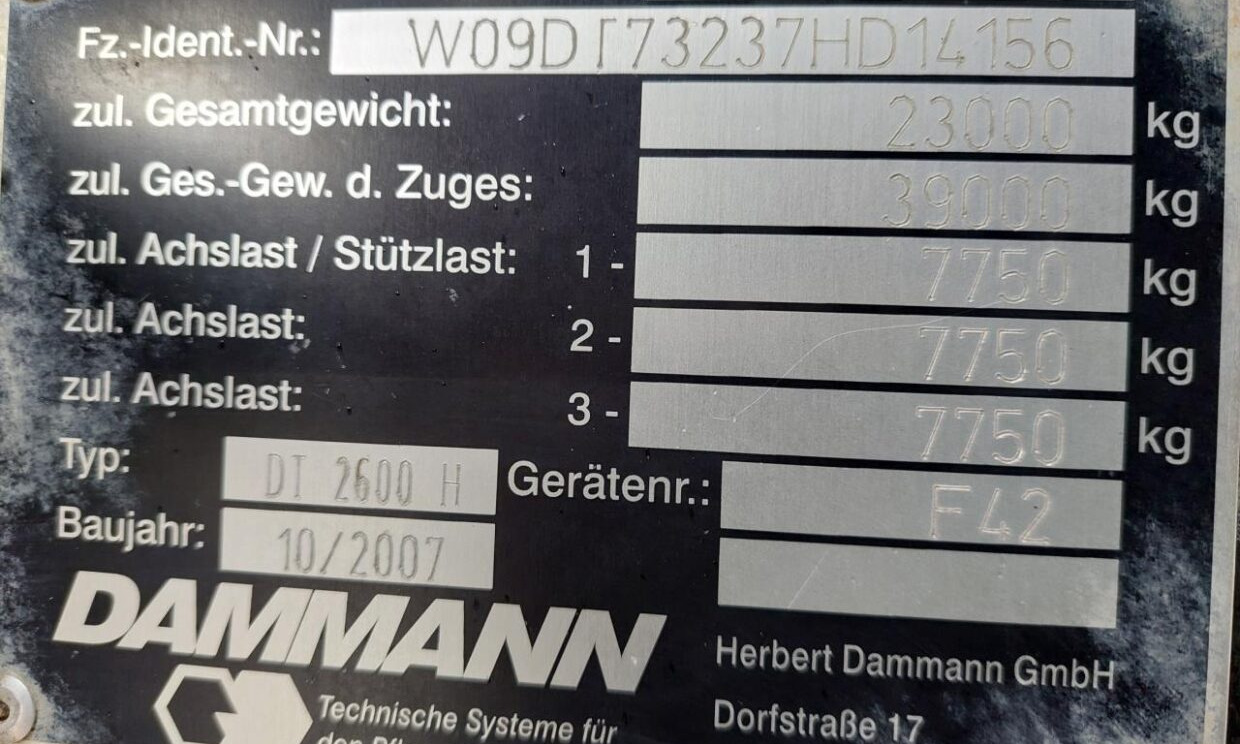 Fz.-Ident.-Nr.: W09DT73237HD14156
zul. Gesamtgewicht: 23000 kg
zul. Ges.-Gew. d. Zuges: 39000 kg
zul. Achslast / Stützlast: 1 - 7750 kg
zul. Achslast: 2 - 7750 kg
zul. Achslast: 3 - 7750 kg
Typ: DT 2600 H Gerätenr.: F42
Baujahr: 10/2007
DAMMANN
Technische Systeme für
Herbert Dammann GmbH
Dorfstraße 17